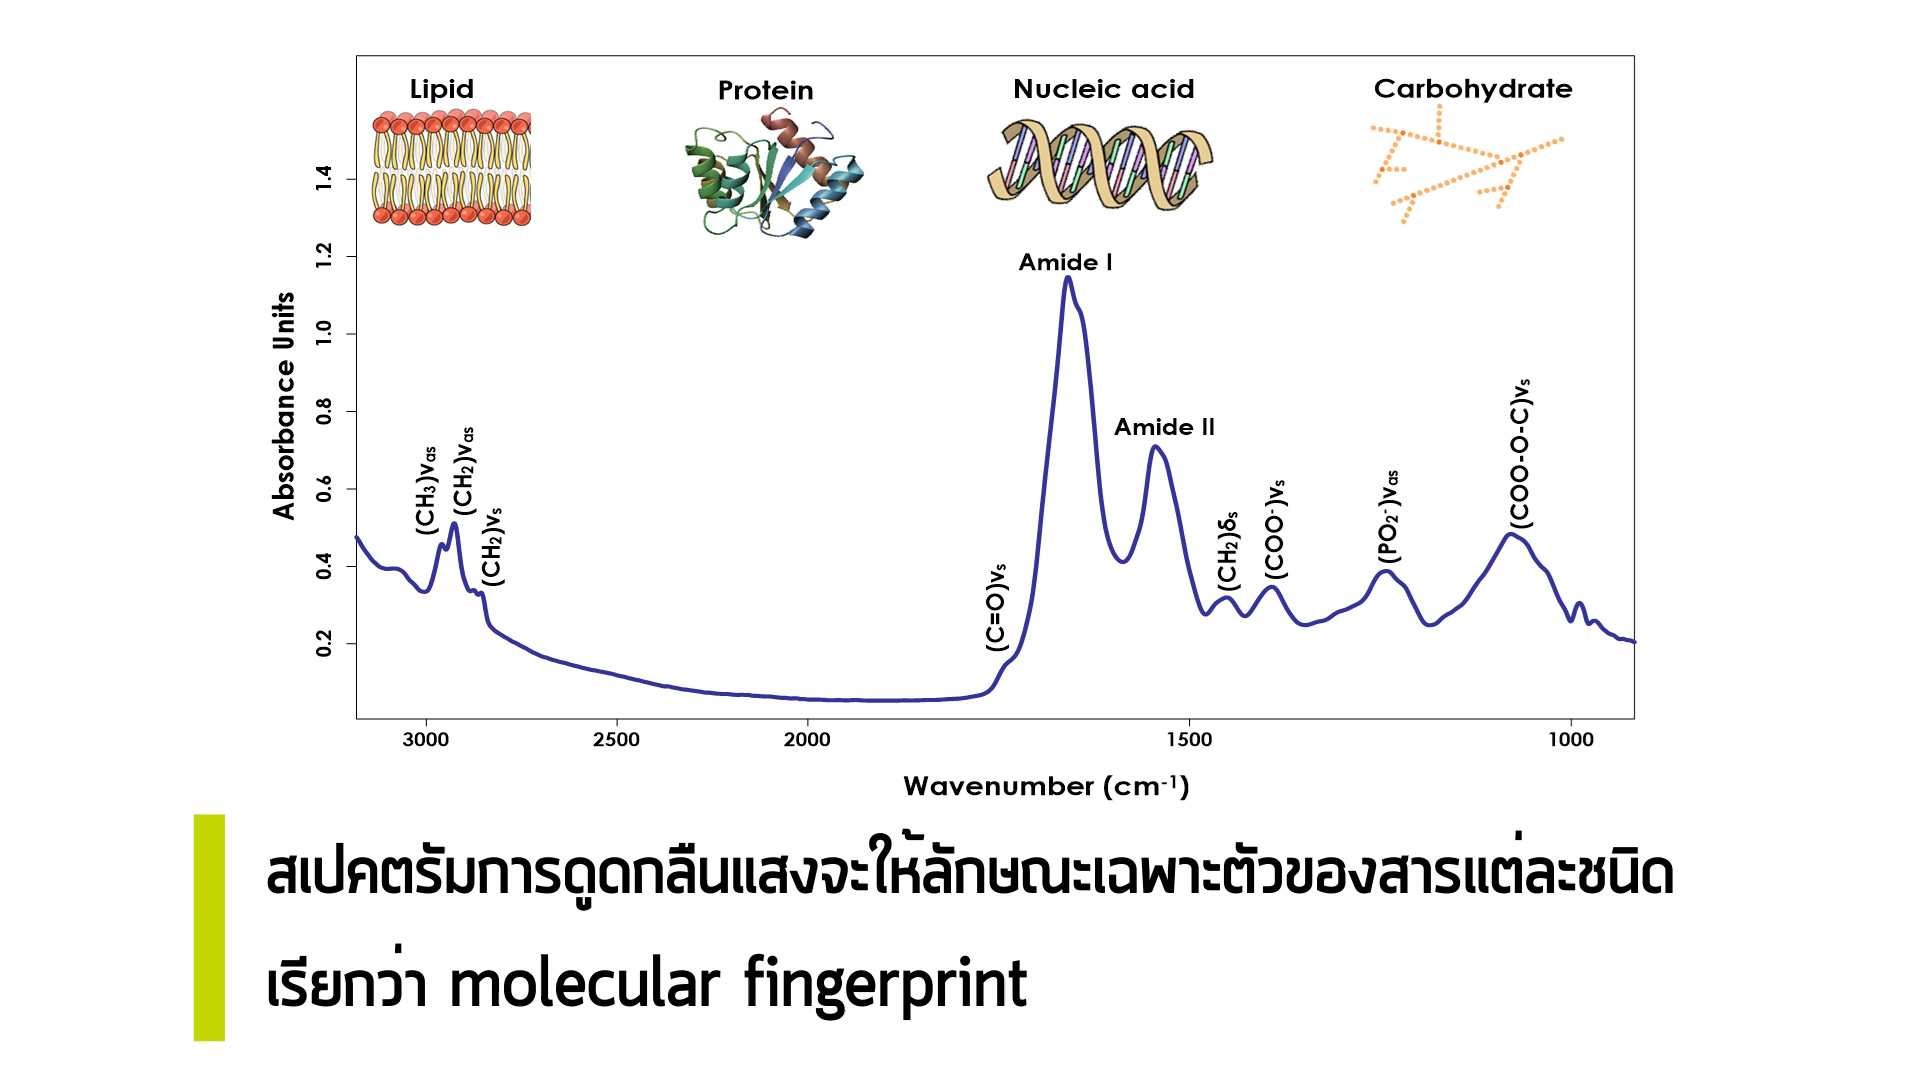 Lipid
Protein
Nucleic acid
Carbohydrate
Absorbance Units
1.4
1.2
1.0
0.8
0.6
0.4
0.2
(CH₃)νas
(CH₂)νas
(CH₂)νs
(C=O)νs
Amide I
Amide II
(CH₂)δs
(COO⁻)νs
(PO₂⁻)νas
(COO-O-C)νs
3000
2500
2000
1500
1000
Wavenumber (cm⁻¹)
สเปคตรัมการดูดกลืนแสงจะให้ลักษณะเฉพาะตัวของสารแต่ละชนิด
เรียกว่า molecular fingerprint